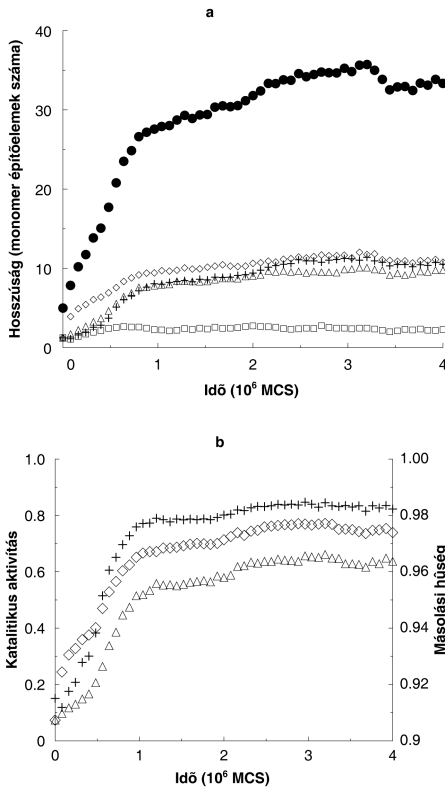 a
Hosszúság (monomer építőelemek száma)
40
30
20
10
0
0 1 2 3 4
Idő (10⁶ MCS)
b
Katalitikus aktivítás
1.0
0.8
0.6
0.4
0.2
0
Másolási hűség
1.00
0.98
0.96
0.94
0.92
0.9
0 1 2 3 4
Idő (10⁶ MCS)